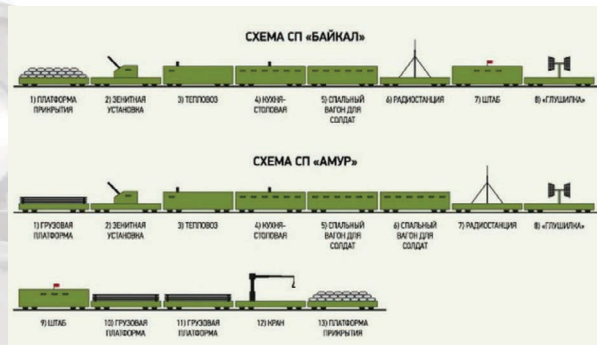 СХЕМА СП «БАЙКАЛ»
1) ПЛАТФОРМА ПРИКРЫТИЯ
2) ЗЕНИТНАЯ УСТАНОВКА
3) ТЕПЛОВОЗ
4) КУХНЯ-СТОЛОВАЯ
5) СПАЛЬНЫЙ ВАГОН ДЛЯ СОЛДАТ
6) РАДИОСТАНЦИЯ
7) ШТАБ
8) «ГЛУШИЛКА»
СХЕМА СП «АМУР»
1) ГРУЗОВАЯ ПЛАТФОРМА
2) ЗЕНИТНАЯ УСТАНОВКА
3) ТЕПЛОВОЗ
4) КУХНЯ-СТОЛОВАЯ
5) СПАЛЬНЫЙ ВАГОН ДЛЯ СОЛДАТ
6) СПАЛЬНЫЙ ВАГОН ДЛЯ СОЛДАТ
7) РАДИОСТАНЦИЯ
8) «ГЛУШИЛКА»
9) ШТАБ
10) ГРУЗОВАЯ ПЛАТФОРМА
11) ГРУЗОВАЯ ПЛАТФОРМА
12) КРАН
13) ПЛАТФОРМА ПРИКРЫТИЯ